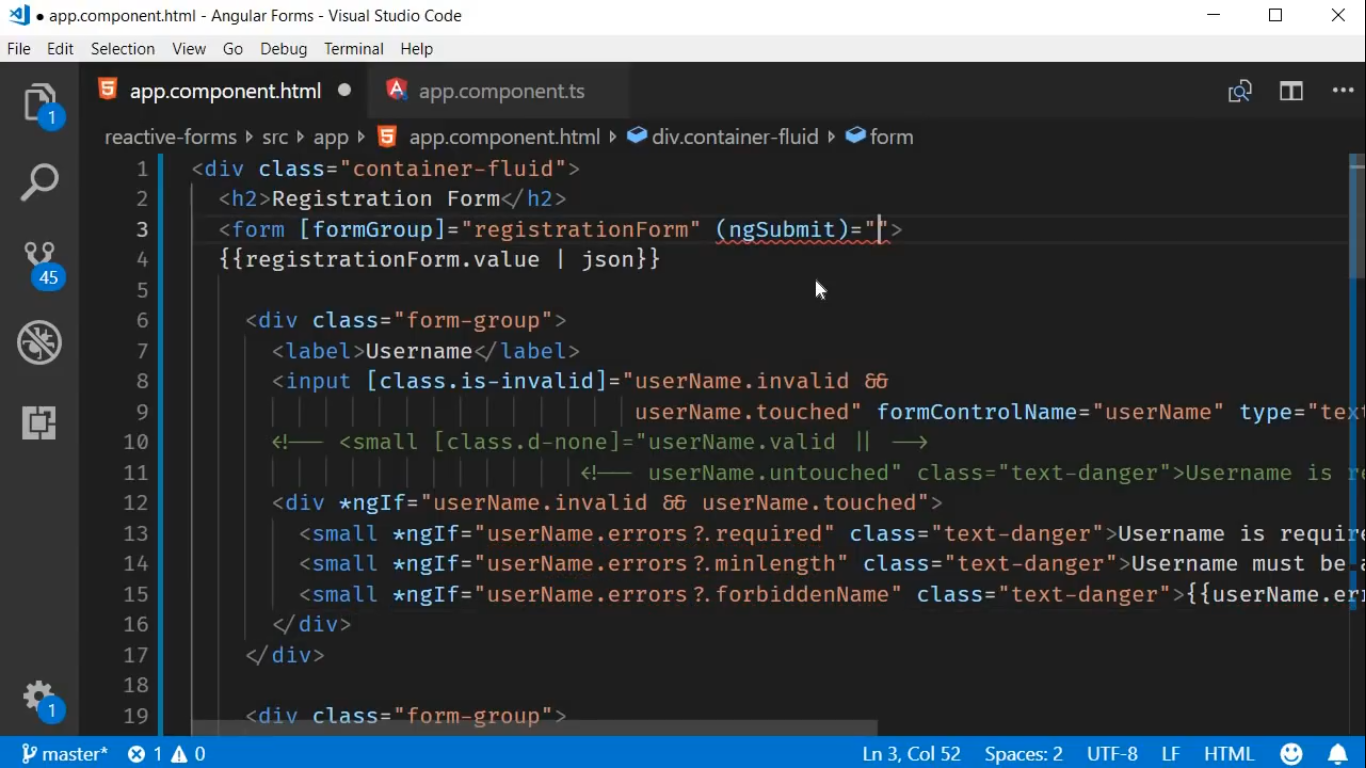 ● app.component.html - Angular Forms - Visual Studio Code
File Edit Selection View Go Debug Terminal Help
app.component.html ● app.component.ts
1
reactive-forms ▸ src ▸ app ▸ app.component.html ▸ div.container-fluid ▸ form
1 <div class="container-fluid">
2 <h2>Registration Form</h2>
3 <form [formGroup]="registrationForm" (ngSubmit)="">
4 {{registrationForm.value | json}}
5
6 <div class="form-group">
7 <label>Username</label>
8 <input [class.is-invalid]="userName.invalid &&
9 userName.touched" formControlName="userName" type="tex
10 <!-- <small [class.d-none]="userName.valid || -->
11 <!-- userName.untouched" class="text-danger">Username is re
12 <div *ngIf="userName.invalid && userName.touched">
13 <small *ngIf="userName.errors?.required" class="text-danger">Username is require
14 <small *ngIf="userName.errors?.minlength" class="text-danger">Username must be a
15 <small *ngIf="userName.errors?.forbiddenName" class="text-danger">{{userName.err
16 </div>
17 </div>
18
19 <div class="form-group">
45
1
master* 1 0 Ln 3, Col 52 Spaces: 2 UTF-8 LF HTML